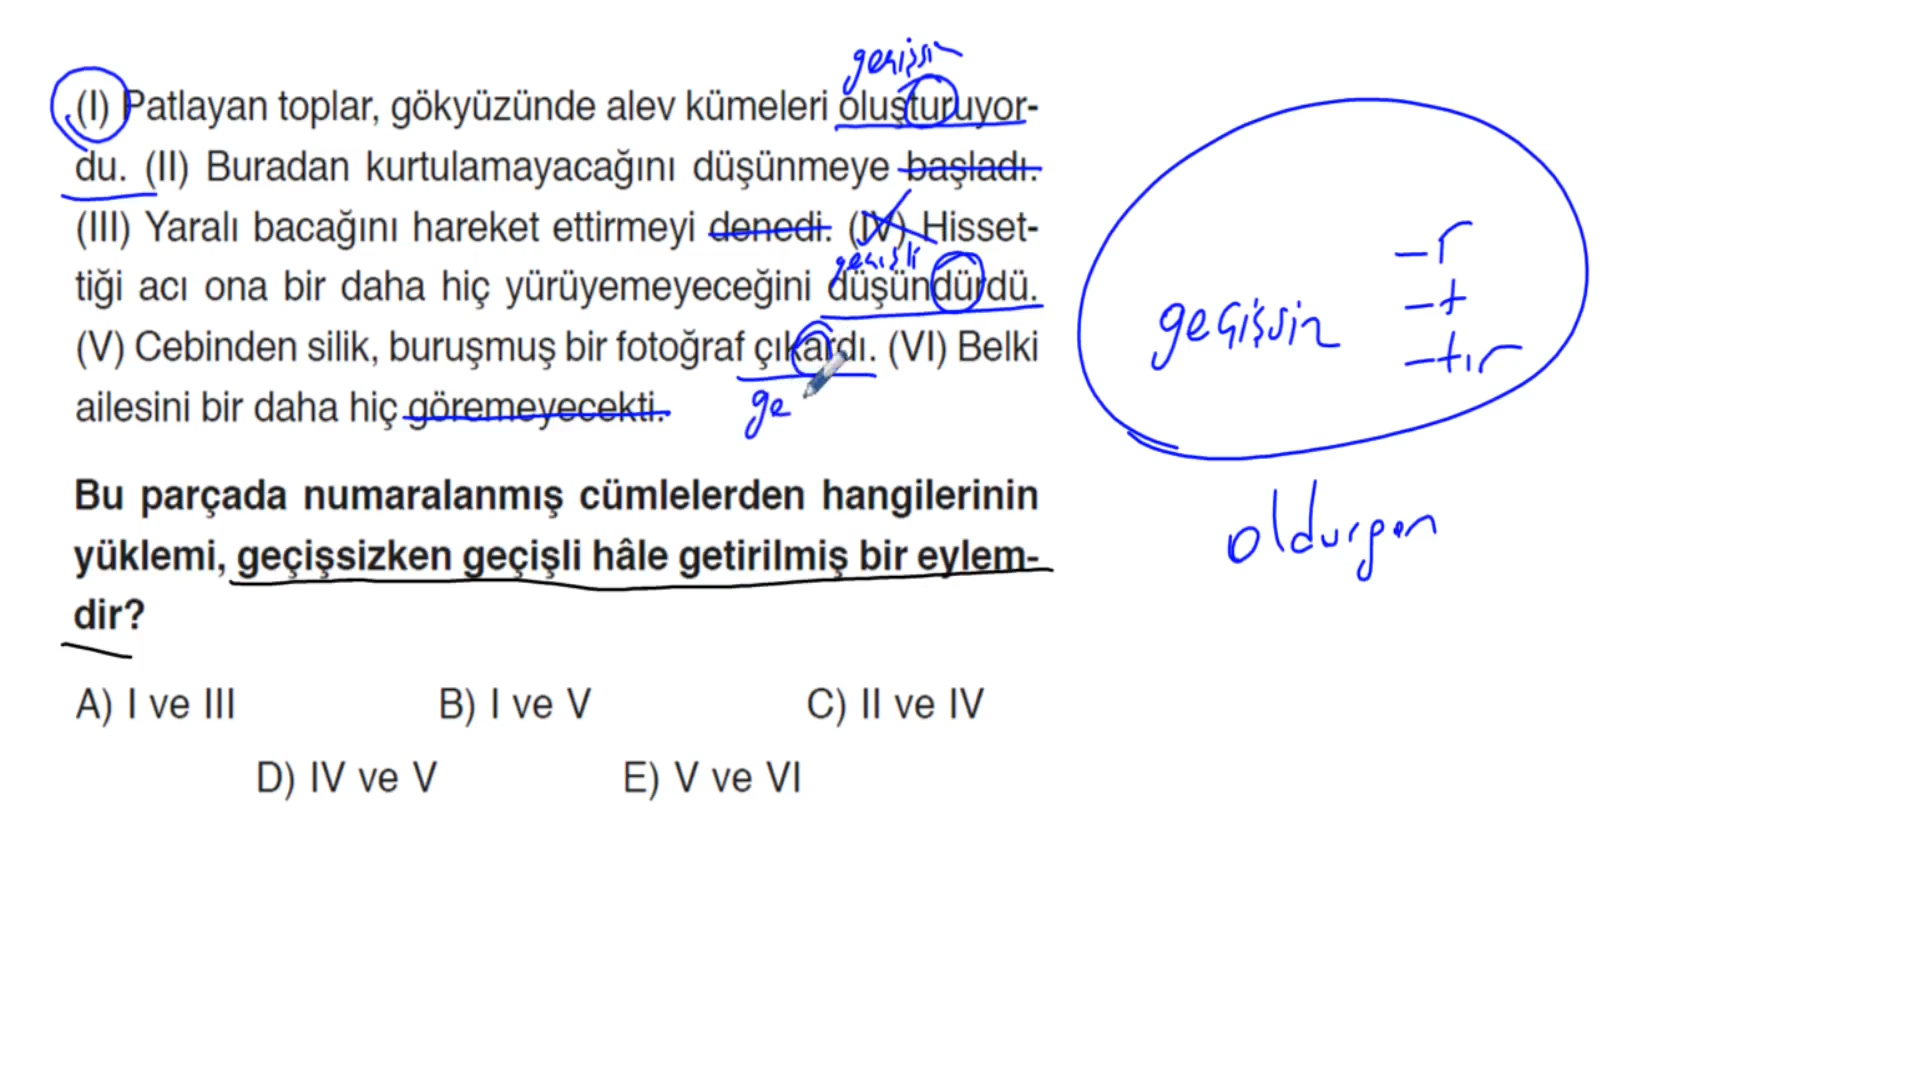 geçişsiz
(I) Patlayan toplar, gökyüzünde alev kümeleri oluşturuyor-
du. (II) Buradan kurtulamayacağını düşünmeye başladı.
(III) Yaralı bacağını hareket ettirmeyi denedi. (IV) Hisset-
geçişli
tiği acı ona bir daha hiç yürüyemeyeceğini düşündürdü.
(V) Cebinden silik, buruşmuş bir fotoğraf çıkardı. (VI) Belki
ailesini bir daha hiç göremeyecekti.
ge
Bu parçada numaralanmış cümlelerden hangilerinin
yüklemi, geçişsizken geçişli hâle getirilmiş bir eylem-
dir?
A) I ve III
B) I ve V
C) II ve IV
D) IV ve V
E) V ve VI
-r
geçişsiz -t
-tır
oldurgan